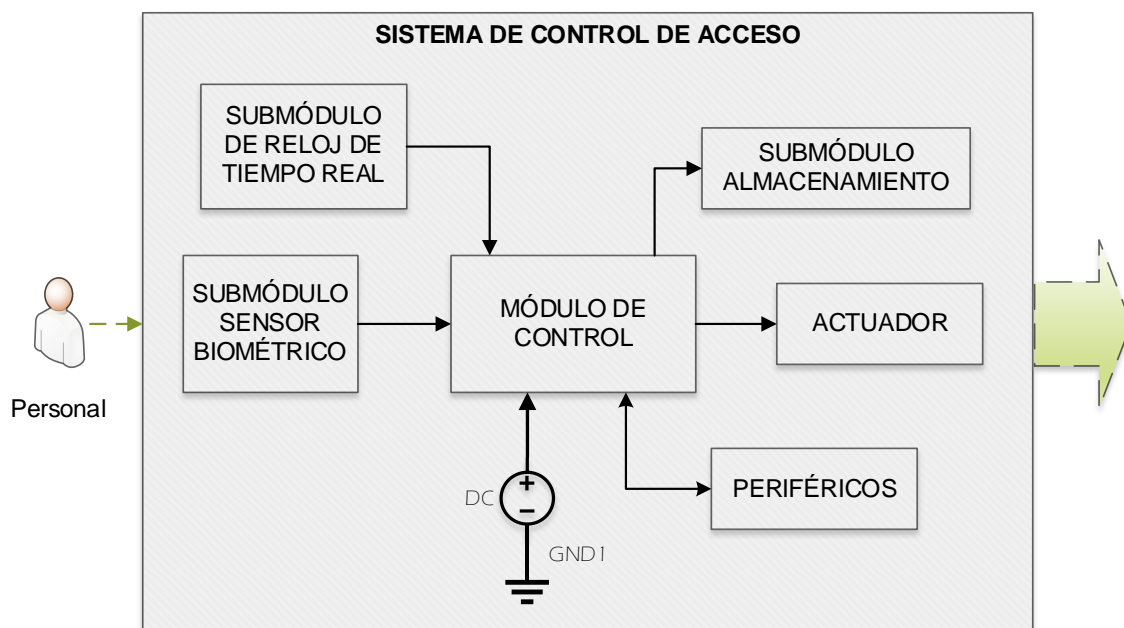 SISTEMA DE CONTROL DE ACCESO
SUBMÓDULO
DE RELOJ DE
TIEMPO REAL
SUBMÓDULO
ALMACENAMIENTO
SUBMÓDULO
SENSOR
BIOMÉTRICO
MÓDULO DE
CONTROL
ACTUADOR
Personal
PERIFÉRICOS
DC
GND1